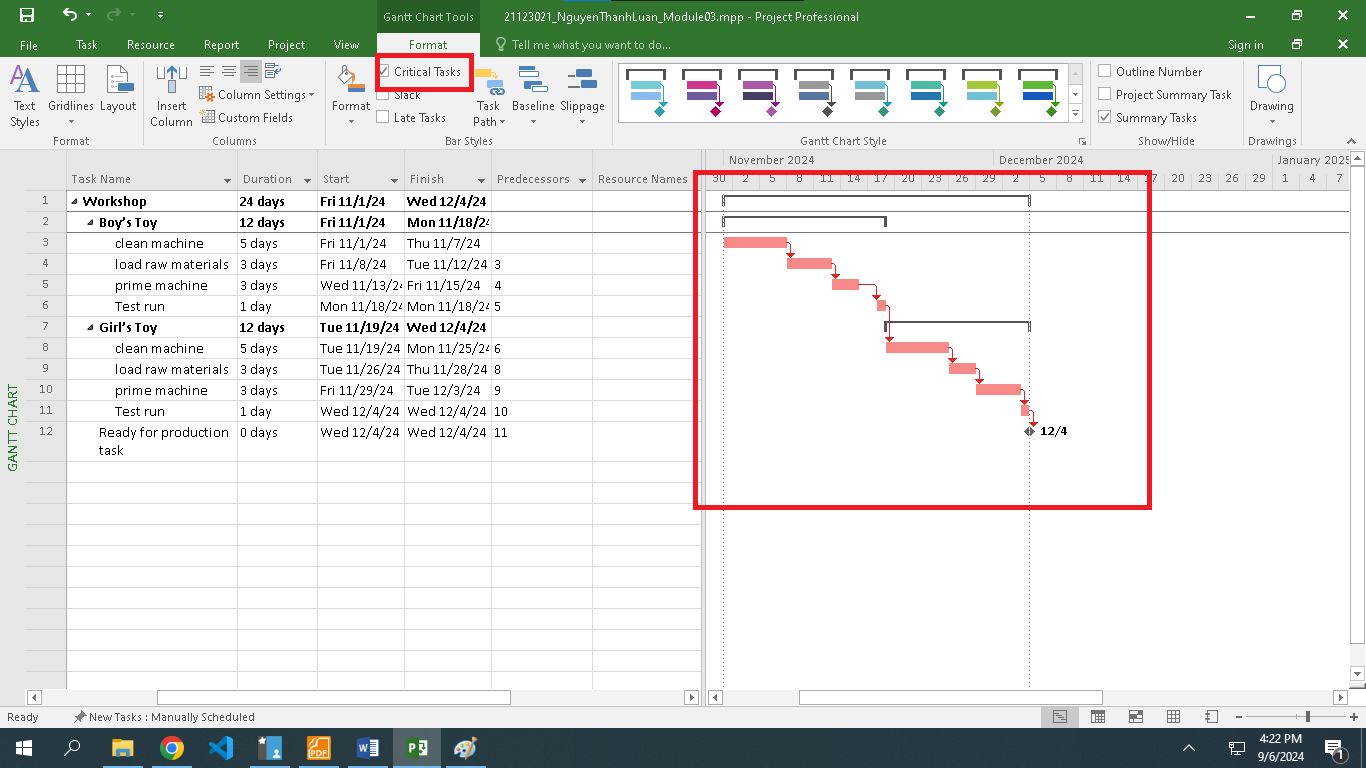 Gantt Chart Tools
21123021_NguyenThanhLuan_Module03.mpp - Project Professional
File Task Resource Report Project View Format Tell me what you want to do... Sign in
Text Styles
Gridlines
Layout
Format
Insert Column
Column Settings
Custom Fields
Columns
Format
Critical Tasks
Slack
Late Tasks
Task Path
Baseline
Slippage
Bar Styles
Gantt Chart Style
Outline Number
Project Summary Task
Summary Tasks
Show/Hide
Drawing
Drawings
November 2024 December 2024 January 2025
Task Name Duration Start Finish Predecessors Resource Names 30 2 5 8 11 14 17 20 23 26 29 2 5 8 11 14 17 20 23 26 29 1 4 7
1 Workshop 24 days Fri 11/1/24 Wed 12/4/24
2 Boy's Toy 12 days Fri 11/1/24 Mon 11/18/24
3 clean machine 5 days Fri 11/1/24 Thu 11/7/24
4 load raw materials 3 days Fri 11/8/24 Tue 11/12/24 3
5 prime machine 3 days Wed 11/13/24 Fri 11/15/24 4
6 Test run 1 day Mon 11/18/24 Mon 11/18/24 5
7 Girl's Toy 12 days Tue 11/19/24 Wed 12/4/24
8 clean machine 5 days Tue 11/19/24 Mon 11/25/24 6
9 load raw materials 3 days Tue 11/26/24 Thu 11/28/24 8
10 prime machine 3 days Fri 11/29/24 Tue 12/3/24 9
11 Test run 1 day Wed 12/4/24 Wed 12/4/24 10
12 Ready for production task 0 days Wed 12/4/24 Wed 12/4/24 11
12/4
GANTT CHART
Ready New Tasks : Manually Scheduled
PDF
4:22 PM
9/6/2024
1